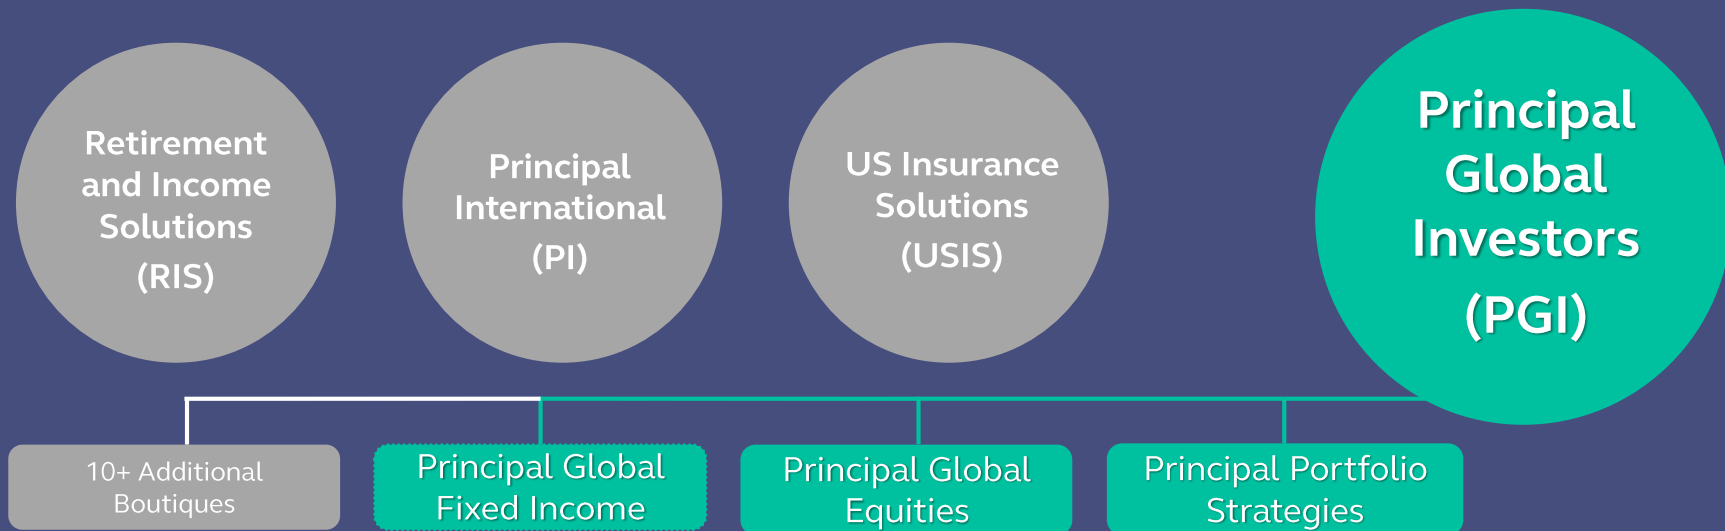 Retirement
and Income
Solutions
(RIS)
Principal
International
(PI)
US Insurance
Solutions
(USIS)
Principal
Global
Investors
(PGI)
10+ Additional
Boutiques
Principal Global
Fixed Income
Principal Global
Equities
Principal Portfolio
Strategies